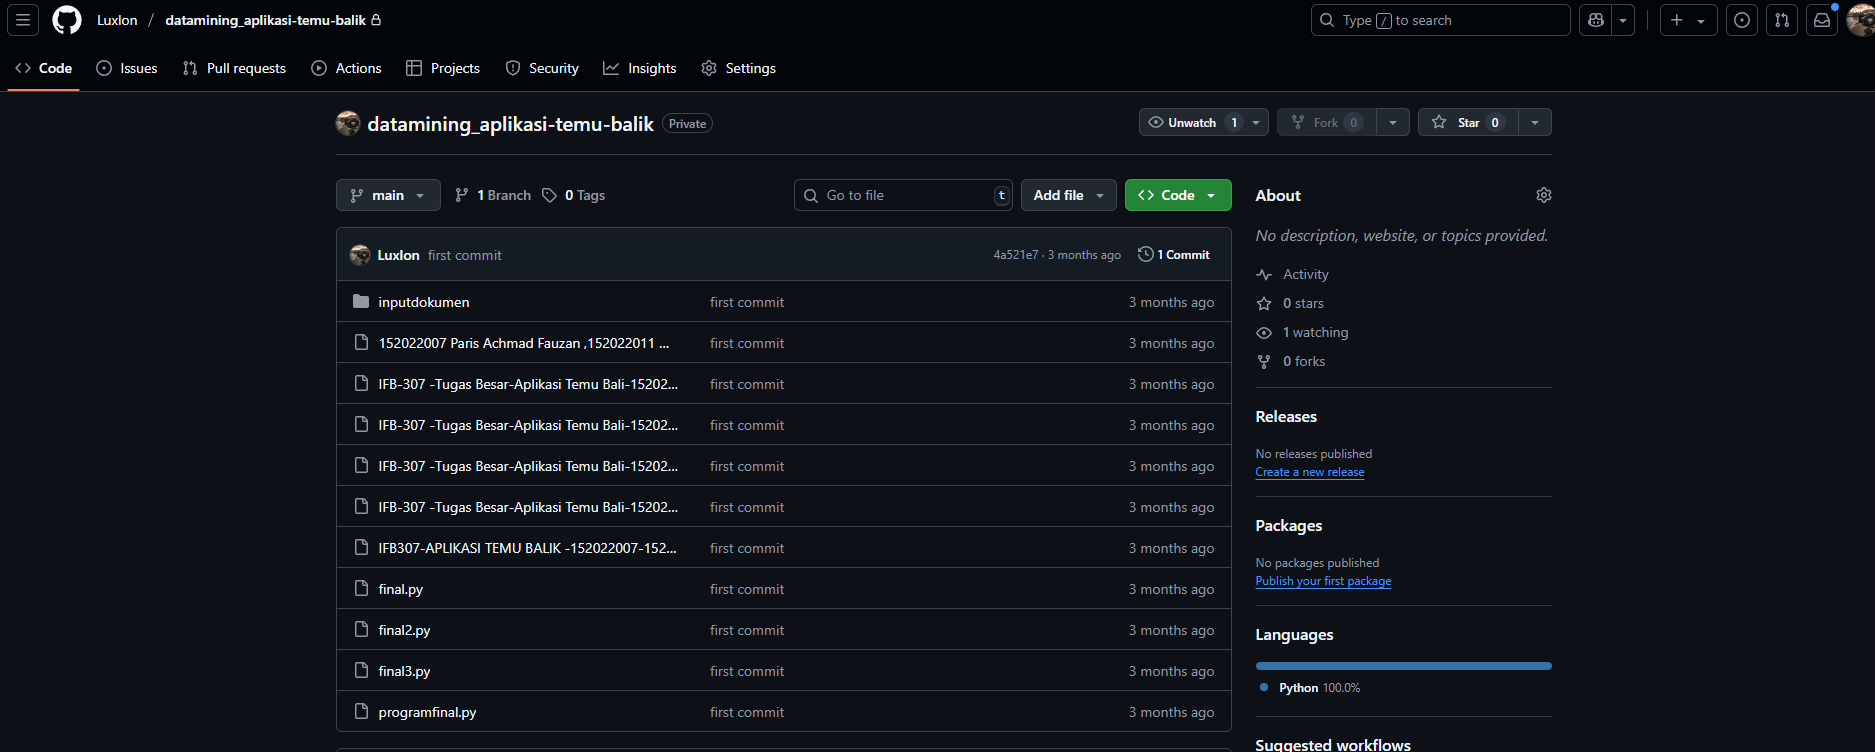 Luxlon / datamining_aplikasi-temu-balik
Type / to search
Code Issues Pull requests Actions Projects Security Insights Settings
datamining_aplikasi-temu-balik Private
Unwatch 1 Fork 0 Star 0
main 1 Branch 0 Tags
Go to file t Add file Code
Luxlon first commit 4a521e7 · 3 months ago 1 Commit
inputdokumen first commit 3 months ago
152022007 Paris Achmad Fauzan ,152022011 ... first commit 3 months ago
IFB-307 -Tugas Besar-Aplikasi Temu Bali-15202... first commit 3 months ago
IFB-307 -Tugas Besar-Aplikasi Temu Bali-15202... first commit 3 months ago
IFB-307 -Tugas Besar-Aplikasi Temu Bali-15202... first commit 3 months ago
IFB-307 -Tugas Besar-Aplikasi Temu Bali-15202... first commit 3 months ago
IFB307-APLIKASI TEMU BALIK -152022007-152... first commit 3 months ago
final.py first commit 3 months ago
final2.py first commit 3 months ago
final3.py first commit 3 months ago
programfinal.py first commit 3 months ago
About
No description, website, or topics provided.
Activity
0 stars
1 watching
0 forks
Releases
No releases published
Create a new release
Packages
No packages published
Publish your first package
Languages
Python 100.0%
Suggested workflows